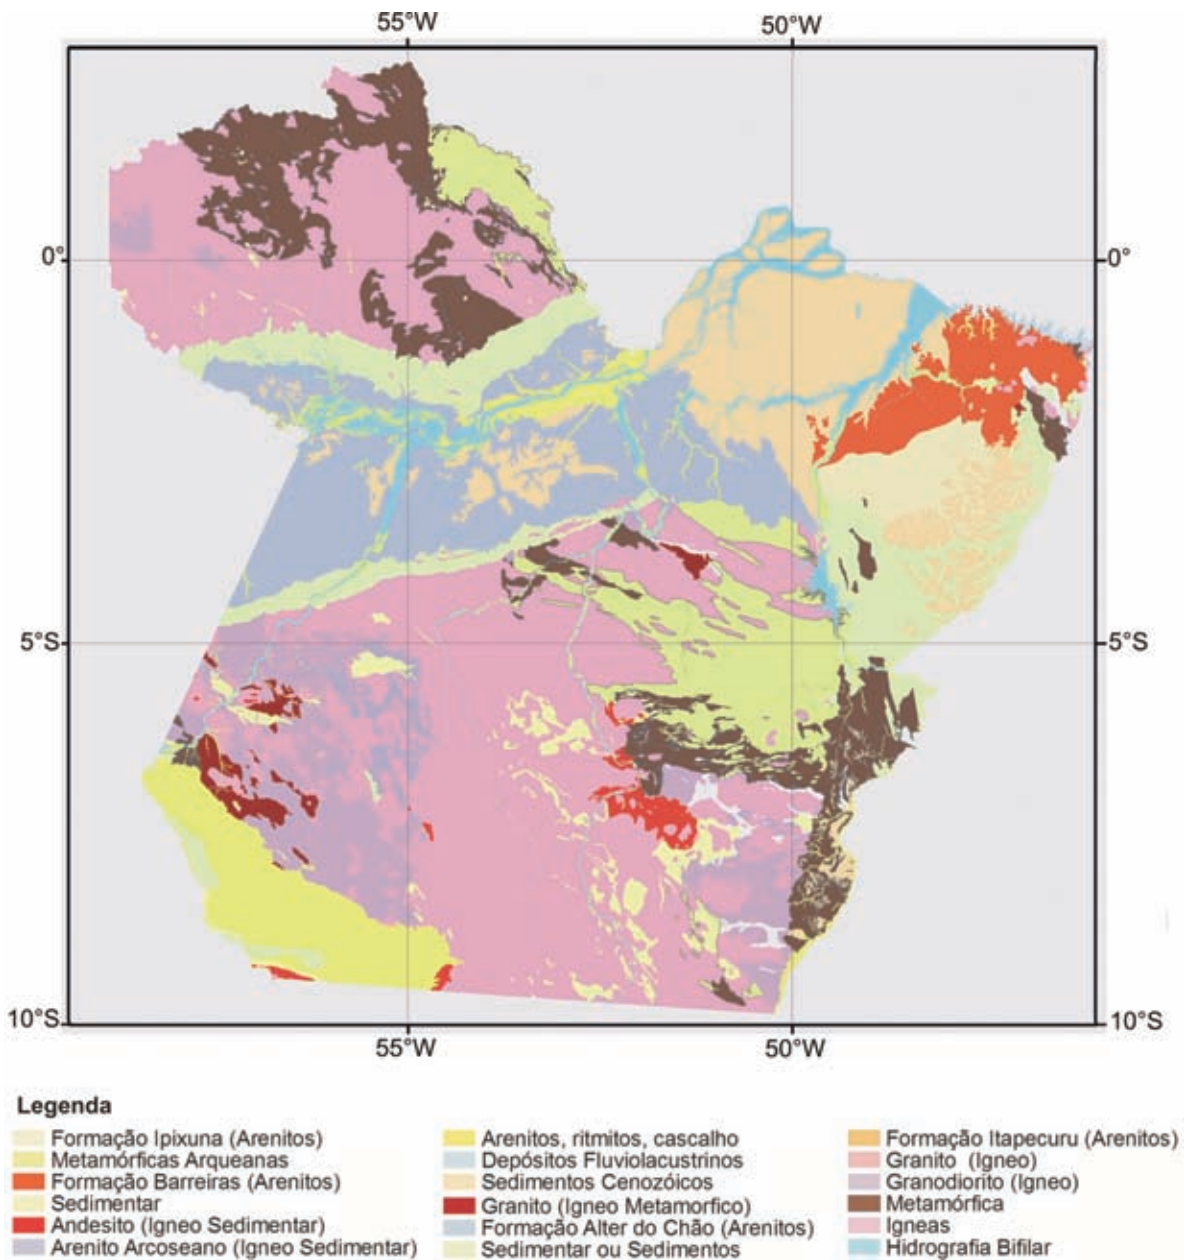 55°W 50°W
0° 0°
5°S 5°S
10°S 10°S
55°W 50°W
Legenda
Formação Ipixuna (Arenitos)
Metamórficas Arqueanas
Formação Barreiras (Arenitos)
Sedimentar
Andesito (Igneo Sedimentar)
Arenito Arcoseano (Igneo Sedimentar)
Arenitos, ritmitos, cascalho
Depósitos Fluviolacustrinos
Sedimentos Cenozóicos
Granito (Igneo Metamorfico)
Formação Alter do Chão (Arenitos)
Sedimentar ou Sedimentos
Formação Itapecuru (Arenitos)
Granito (Igneo)
Granodiorito (Igneo)
Metamórfica
Igneas
Hidrografia Bifilar